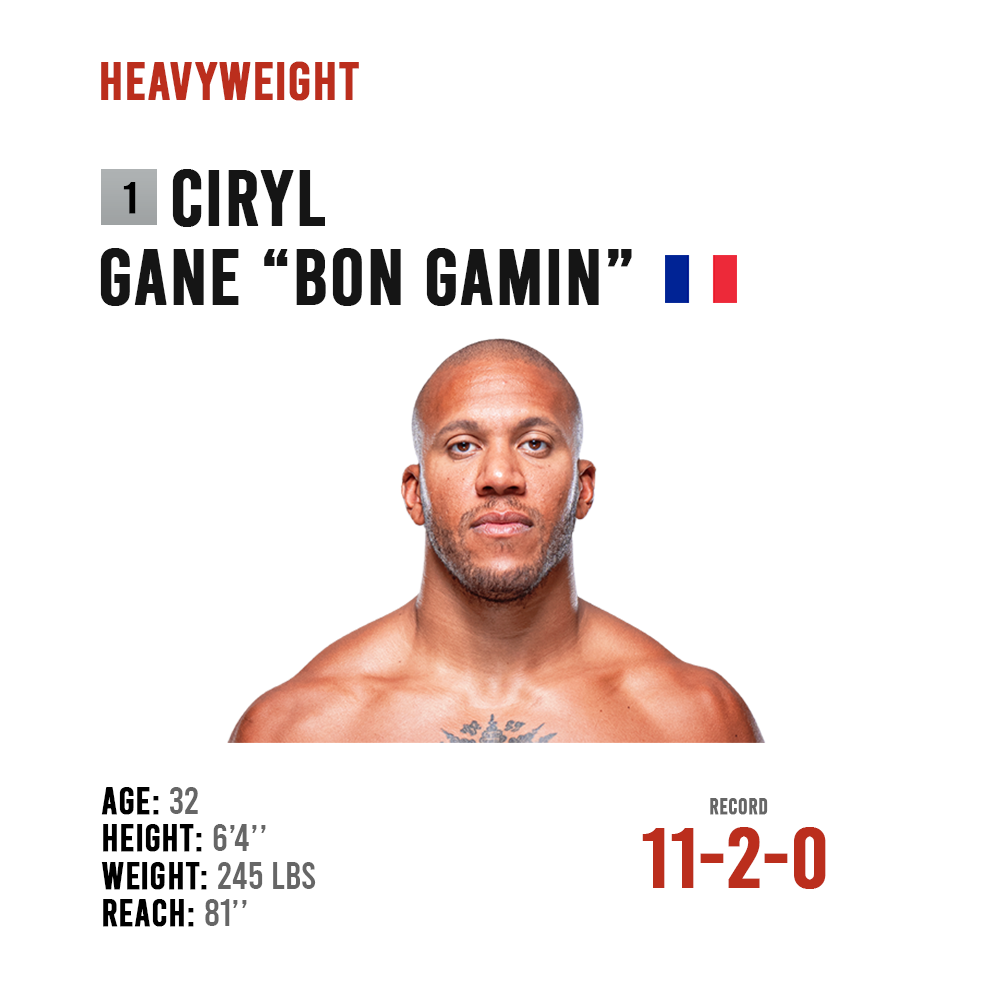 HEAVYWEIGHT
1 CIRYL
GANE “BON GAMIN”
AGE: 32
HEIGHT: 6’4’’
WEIGHT: 245 LBS
REACH: 81’’
RECORD
11-2-0